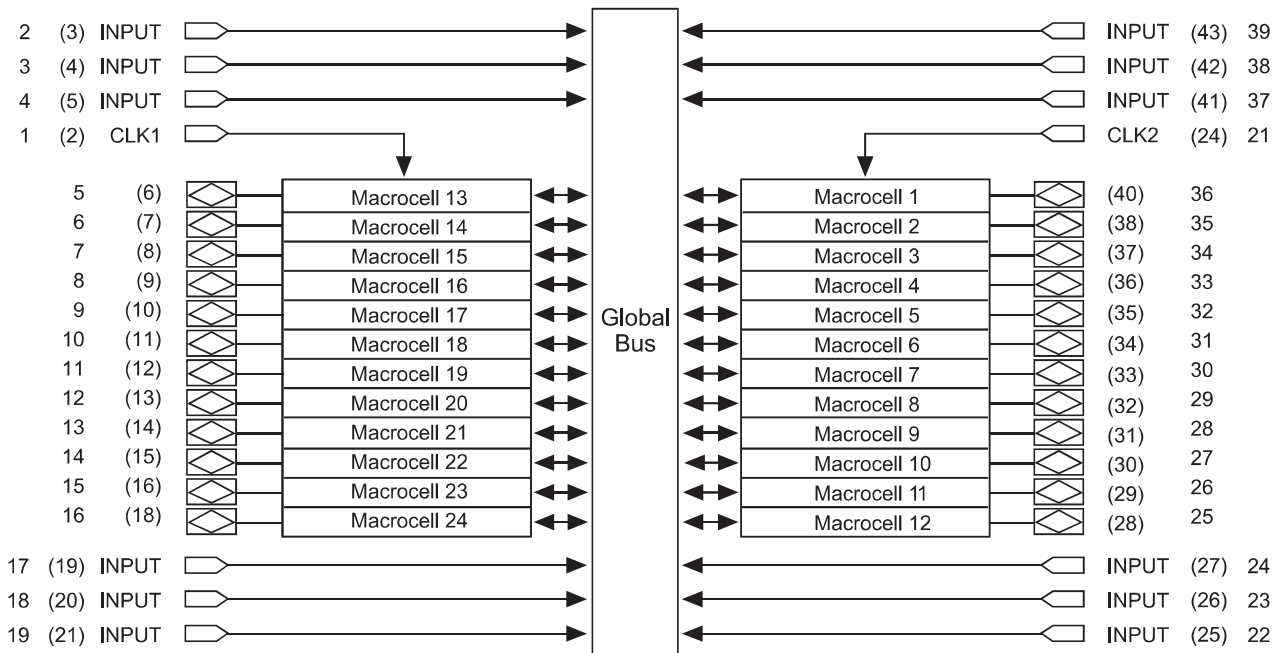 2 (3) INPUT INPUT (43) 39
3 (4) INPUT INPUT (42) 38
4 (5) INPUT INPUT (41) 37
1 (2) CLK1 CLK2 (24) 21
5 (6) Macrocell 13 Macrocell 1 (40) 36
6 (7) Macrocell 14 Macrocell 2 (38) 35
7 (8) Macrocell 15 Macrocell 3 (37) 34
8 (9) Macrocell 16 Macrocell 4 (36) 33
9 (10) Macrocell 17 Global Macrocell 5 (35) 32
10 (11) Macrocell 18 Bus Macrocell 6 (34) 31
11 (12) Macrocell 19 Macrocell 7 (33) 30
12 (13) Macrocell 20 Macrocell 8 (32) 29
13 (14) Macrocell 21 Macrocell 9 (31) 28
14 (15) Macrocell 22 Macrocell 10 (30) 27
15 (16) Macrocell 23 Macrocell 11 (29) 26
16 (18) Macrocell 24 Macrocell 12 (28) 25
17 (19) INPUT INPUT (27) 24
18 (20) INPUT INPUT (26) 23
19 (21) INPUT INPUT (25) 22